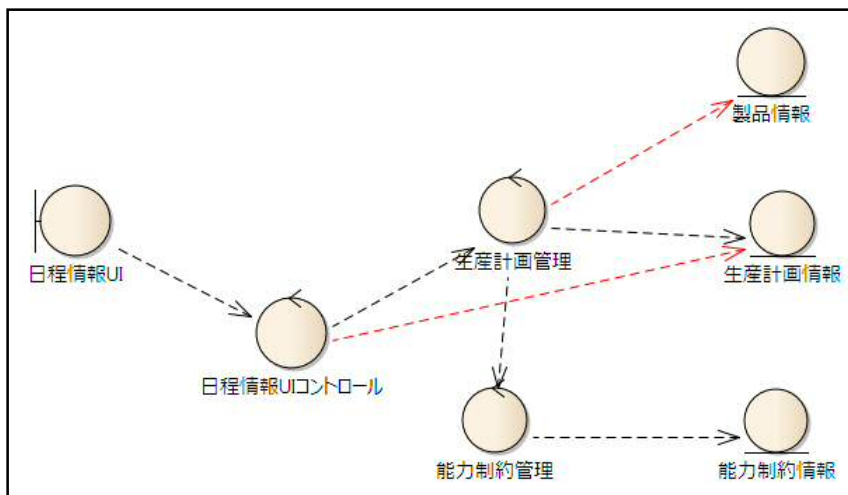 製品情報
日程情報UI
生産計画管理
生産計画情報
日程情報UIコントロール
能力制約管理
能力制約情報